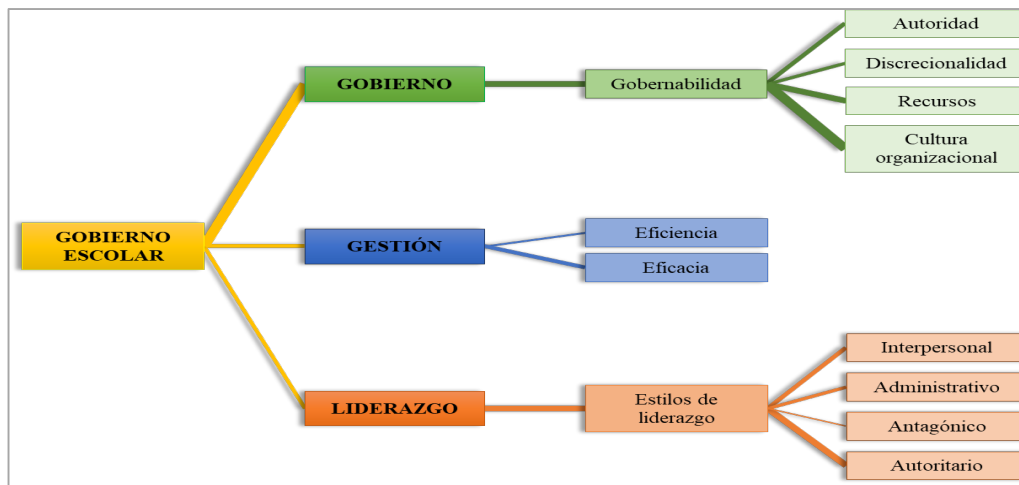 GOBIERNO
ESCOLAR
GOBIERNO
Gobernabilidad
Autoridad
Discrecionalidad
Recursos
Cultura
organizacional
GESTIÓN
Eficiencia
Eficacia
LIDERAZGO
Estilos de
liderazgo
Interpersonal
Administrativo
Antagónico
Autoritario